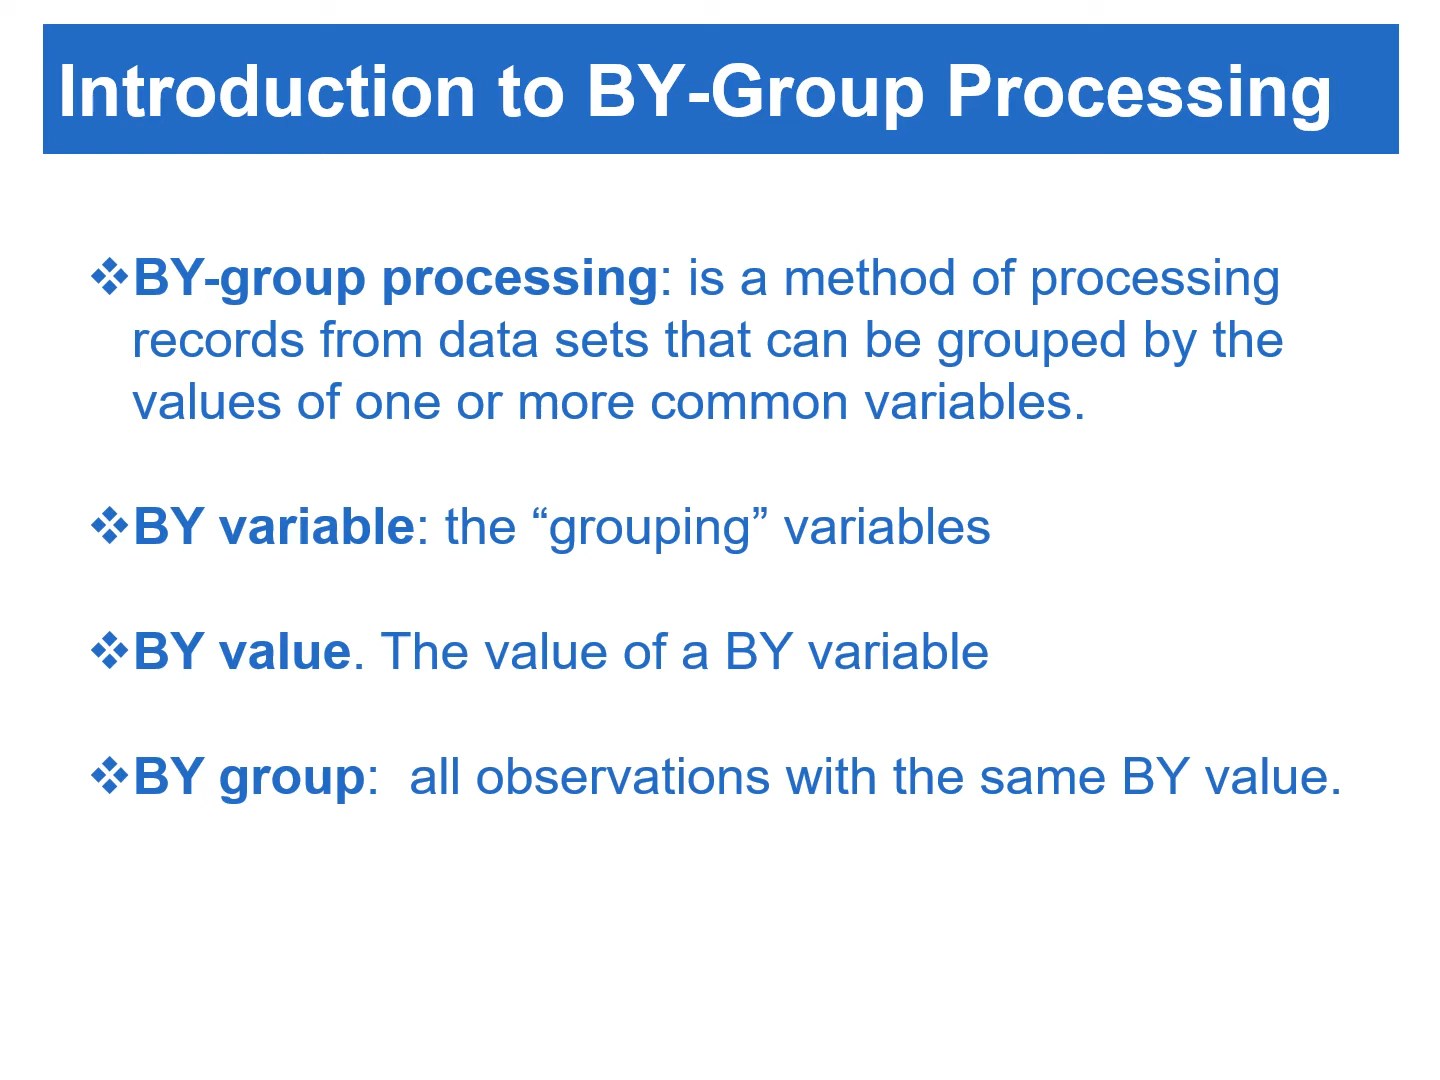 Introduction to BY-Group Processing
❖BY-group processing: is a method of processing
records from data sets that can be grouped by the
values of one or more common variables.
❖BY variable: the “grouping” variables
❖BY value. The value of a BY variable
❖BY group:  all observations with the same BY value.